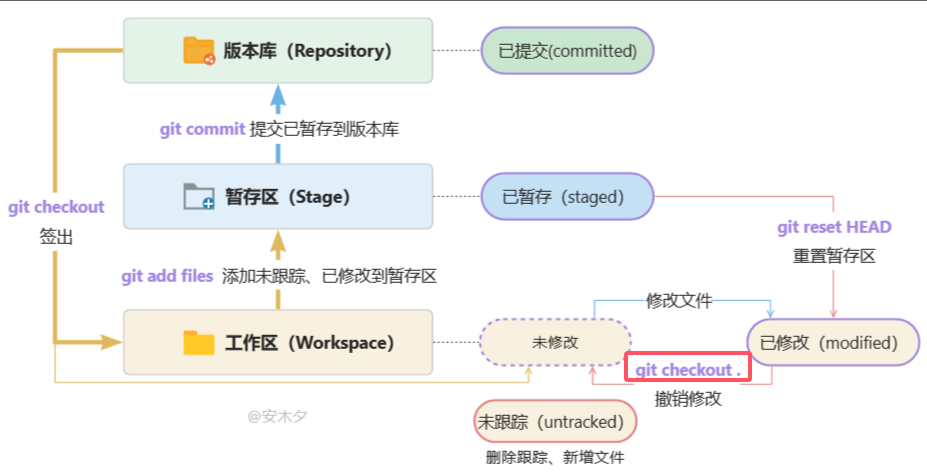 版本库（Repository）
已提交(committed)
git commit 提交已暂存到版本库
暂存区（Stage）
已暂存（staged）
git checkout
签出
git reset HEAD
重置暂存区
git add files 添加未跟踪、已修改到暂存区
修改文件
工作区（Workspace）
未修改
已修改（modified）
git checkout .
撤销修改
@安木夕
未跟踪（untracked）
删除跟踪、新增文件